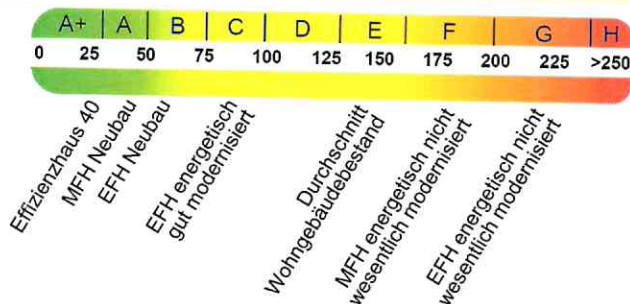 A+ A B C D E F G H
0 25 50 75 100 125 150 175 200 225 >250
Effizienzhaus 40
MFH Neubau
EFH Neubau
EFH energetisch
gut modernisiert
Durchschnitt
Wohngebäudebestand
MFH energetisch nicht
wesentlich modernisiert
EFH energetisch nicht
wesentlich modernisiert